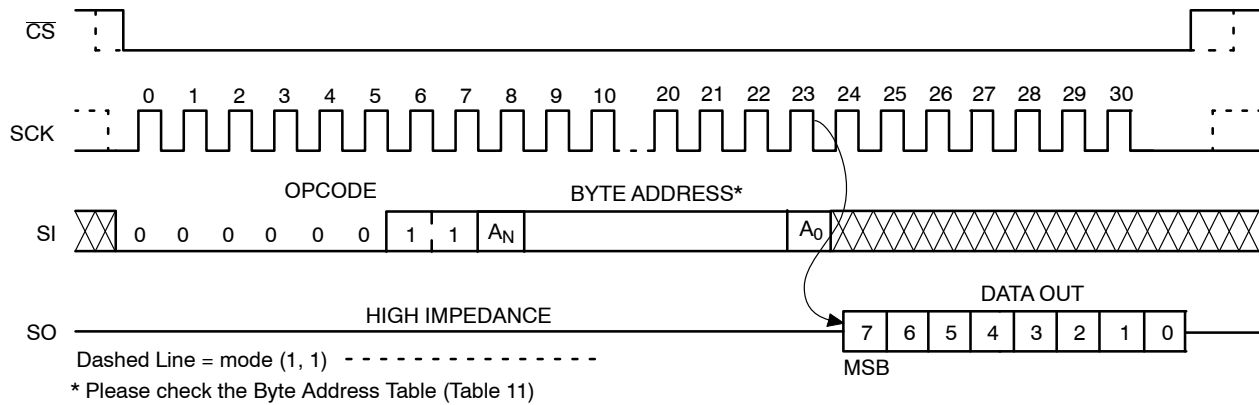 CS
0 1 2 3 4 5 6 7 8 9 10 20 21 22 23 24 25 26 27 28 29 30
SCK
OPCODE BYTE ADDRESS*
SI 0 0 0 0 0 0 1 1 AN A0
DATA OUT
HIGH IMPEDANCE
SO 7 6 5 4 3 2 1 0
Dashed Line = mode (1, 1)
MSB
* Please check the Byte Address Table (Table 11)